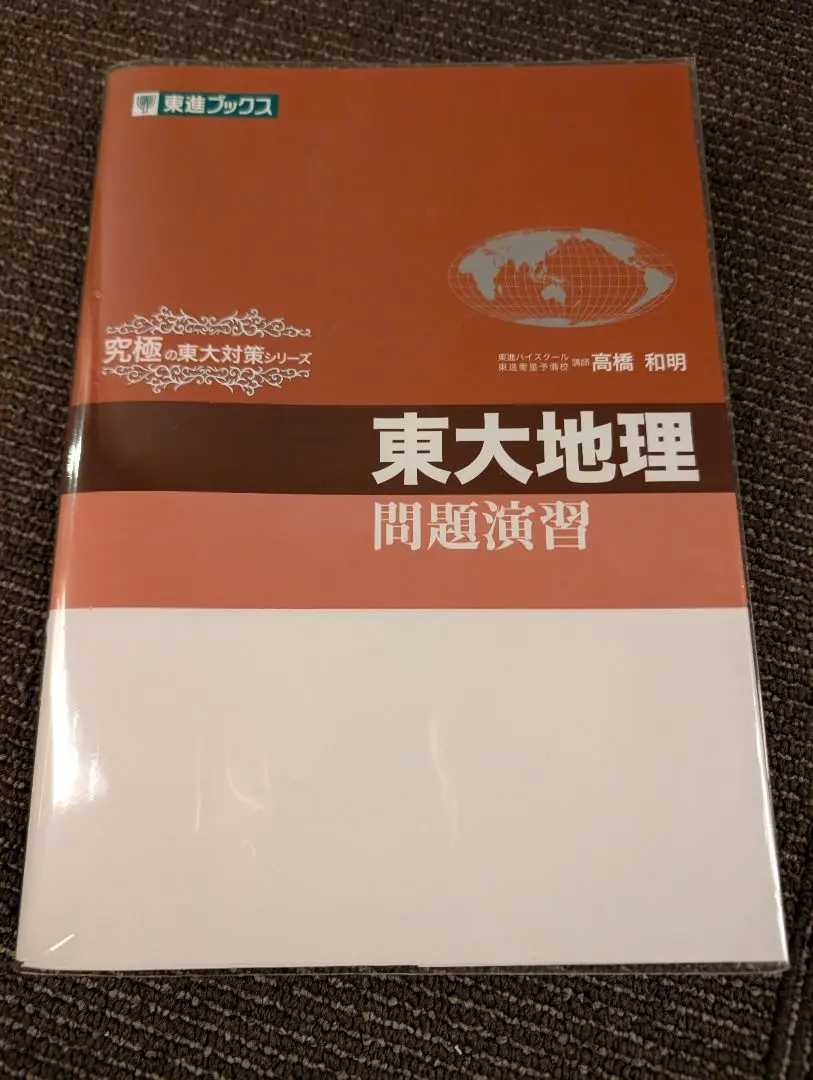 東進ブックス
究極の東大対策シリーズ
東進ハイスクール
東進衛星予備校 講師 高橋 和明
東大地理
問題演習